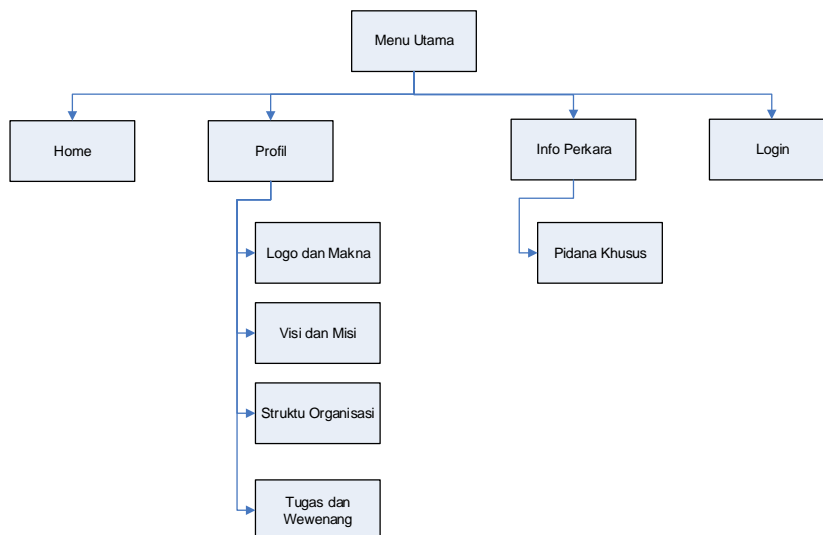 Menu Utama
Home
Profil
Info Perkara
Login
Logo dan Makna
Pidana Khusus
Visi dan Misi
Struktu Organisasi
Tugas dan
Wewenang